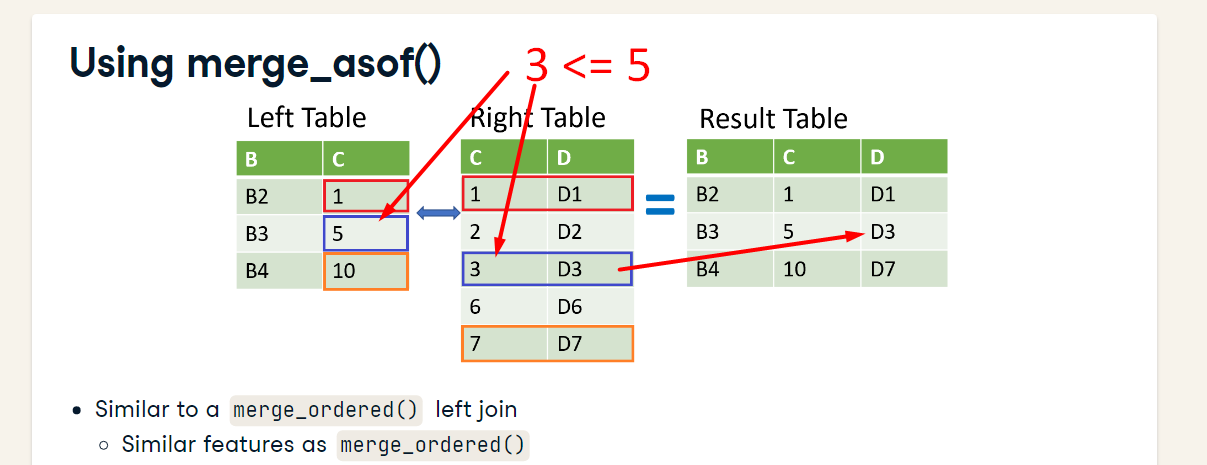 Using merge_asof()
3 <= 5
Left Table
B C
B2 1
B3 5
B4 10
Right Table
C D
1 D1
2 D2
3 D3
6 D6
7 D7
=
Result Table
B C D
B2 1 D1
B3 5 D3
B4 10 D7
• Similar to a merge_ordered() left join
○ Similar features as merge_ordered()